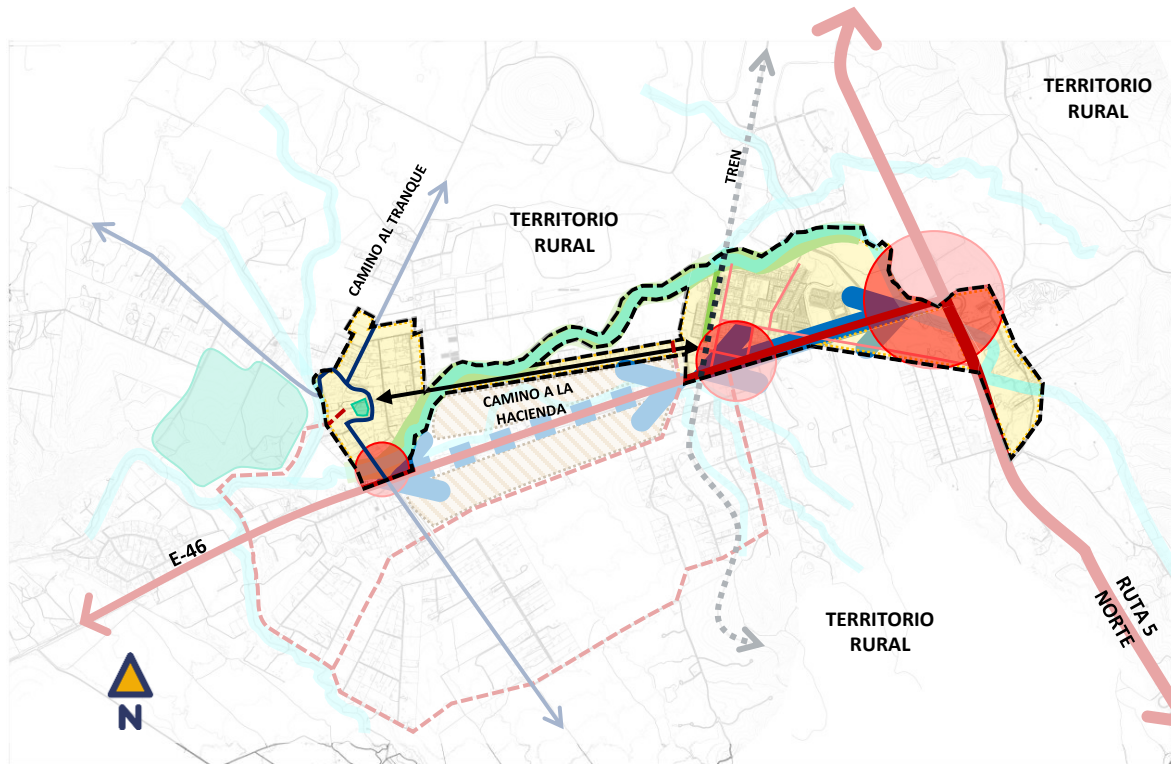 TERRITORIO
RURAL
TREN
CAMINO AL TRANQUE
TERRITORIO
RURAL
CAMINO A LA
HACIENDA
E-46
TERRITORIO
RURAL
RUTA 5
NORTE
N